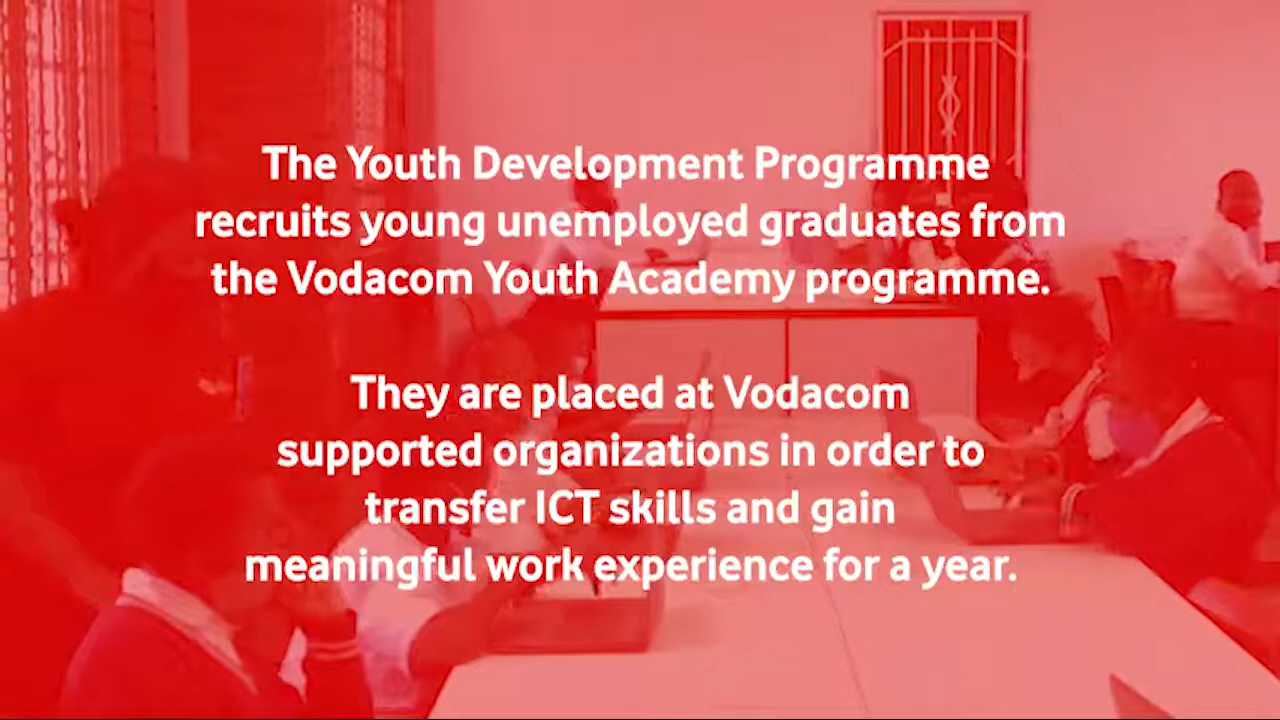 The Youth Development Programme
recruits young unemployed graduates from
the Vodacom Youth Academy programme.
They are placed at Vodacom
supported organizations in order to
transfer ICT skills and gain
meaningful work experience for a year.